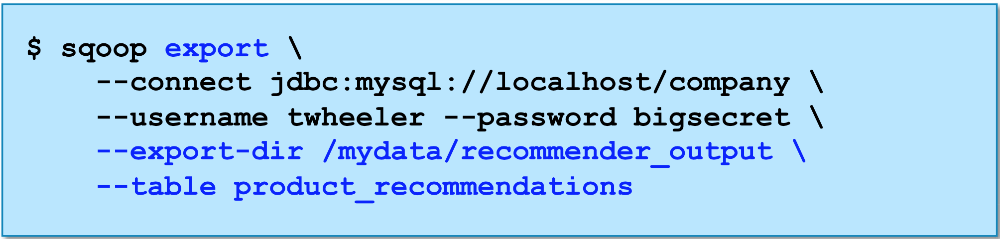 $ sqoop export \
--connect jdbc:mysql://localhost/company \
--username twheeler --password bigsecret \
--export-dir /mydata/recommender_output \
--table product_recommendations